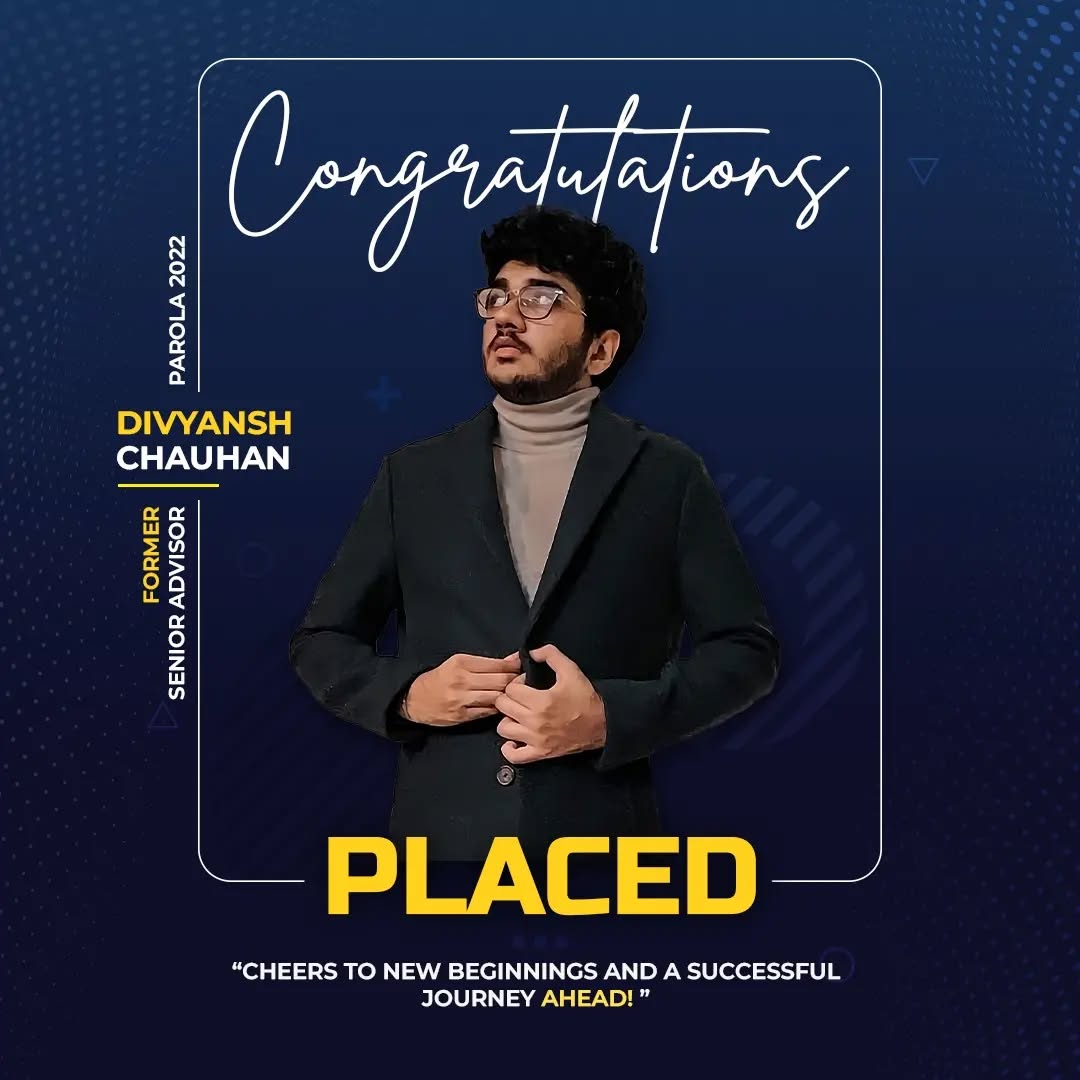 Congratulations
PAROLA 2022
DIVYANSH
CHAUHAN
FORMER
SENIOR ADVISOR
PLACED
“CHEERS TO NEW BEGINNINGS AND A SUCCESSFUL
JOURNEY AHEAD! ”